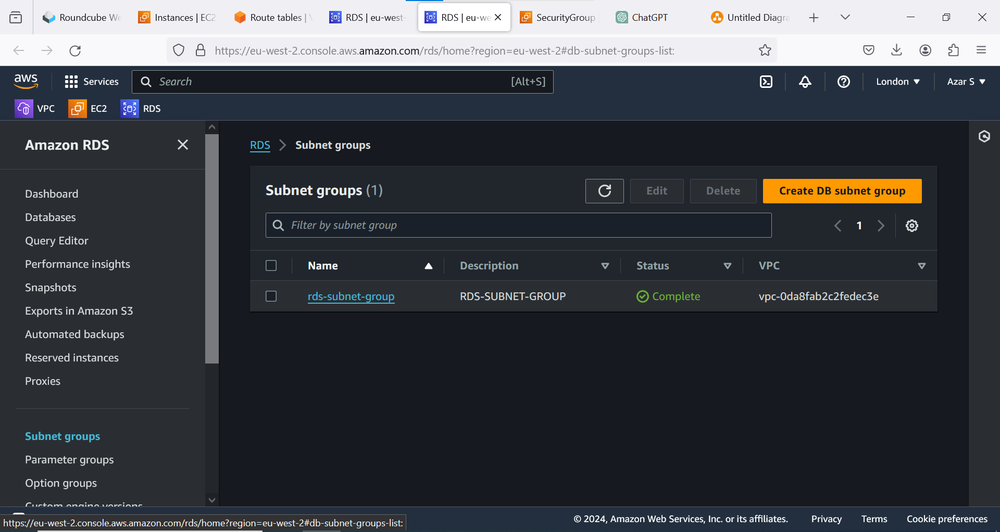 Roundcube We
Instances | EC2
Route tables |
RDS | eu-west-
RDS | eu-we
SecurityGroup
ChatGPT
Untitled Diagra
https://eu-west-2.console.aws.amazon.com/rds/home?region=eu-west-2#db-subnet-groups-list:
aws
Services
Search
[Alt+S]
London
Azar S
VPC
EC2
RDS
Amazon RDS
Dashboard
Databases
Query Editor
Performance insights
Snapshots
Exports in Amazon S3
Automated backups
Reserved instances
Proxies
Subnet groups
Parameter groups
Option groups
Custom engine versions
RDS > Subnet groups
Subnet groups (1)
Edit
Delete
Create DB subnet group
Filter by subnet group
1
Name
Description
Status
VPC
rds-subnet-group
RDS-SUBNET-GROUP
Complete
vpc-0da8fab2c2fedec3e
https://eu-west-2.console.aws.amazon.com/rds/home?region=eu-west-2#db-subnet-groups-list:
© 2024, Amazon Web Services, Inc. or its affiliates.
Privacy
Terms
Cookie preferences